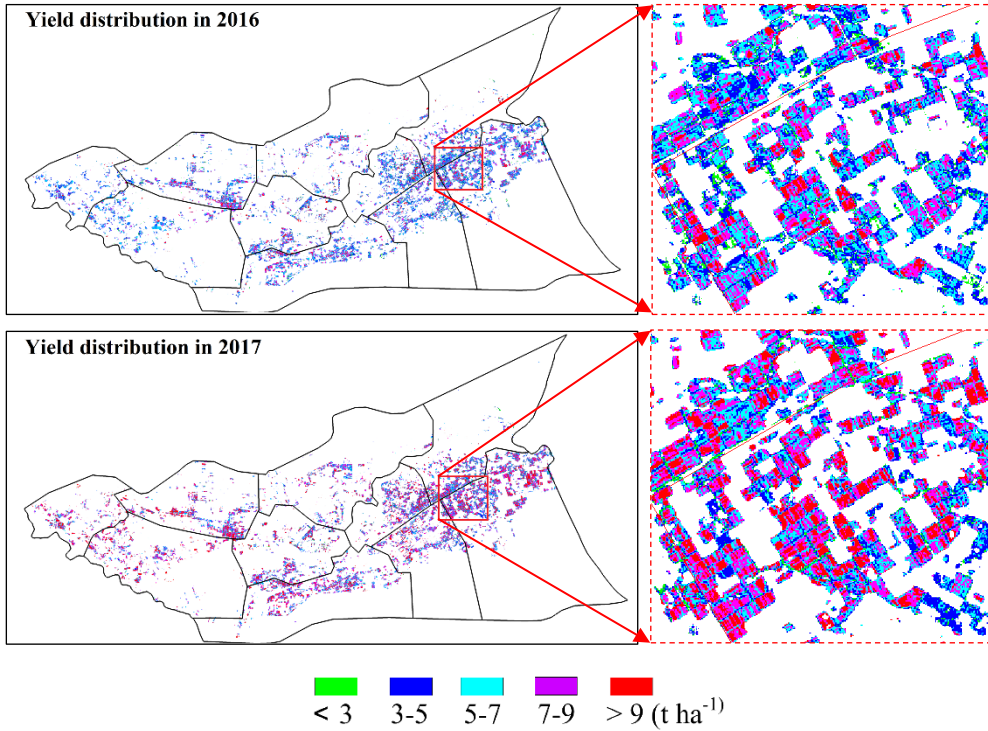 Yield distribution in 2016
Yield distribution in 2017
< 3 3-5 5-7 7-9 > 9 (t ha⁻¹)